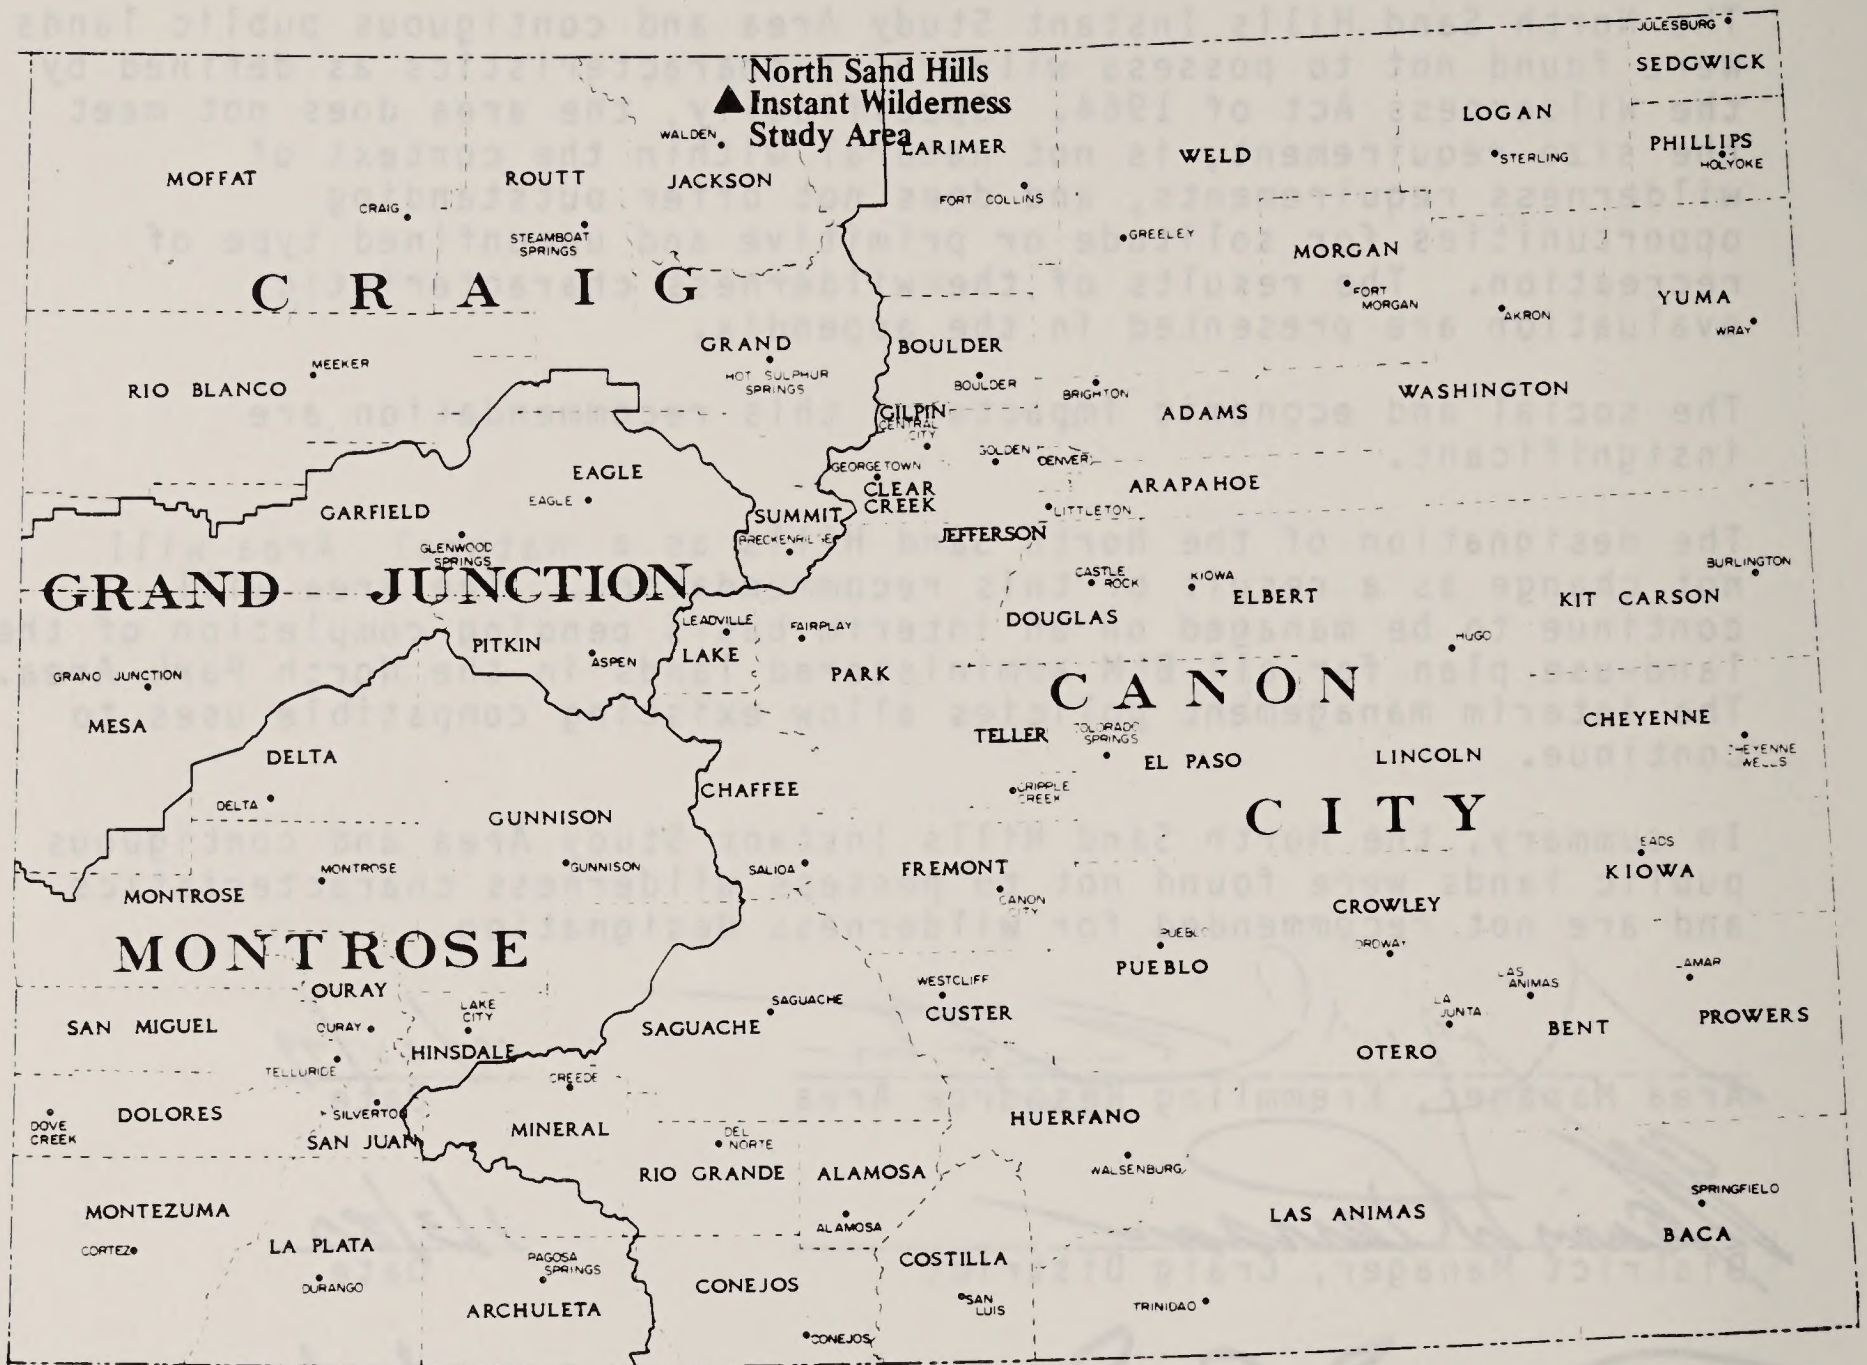 JULESBURG
SEDGWICK
North Sand Hills
Instant Wilderness
Study Area
LOGAN
PHILLIPS
HOLYOKE
WALDEN
LARIMER
WELD
STERLING
MOFFAT
ROUTT
JACKSON
CRAIG
FORT COLLINS
STEAMBOAT
SPRINGS
GREELEY
MORGAN
CRAIG
FORT
MORGAN
AKRON
YUMA
WRAY
GRAND
BOULDER
HOT SULPHUR
SPRINGS
MEEKER
RIO BLANCO
BOULDER
BRIGHTON
WASHINGTON
GILPIN
CENTRAL
CITY
ADAMS
GOLDEN
DENVER
GEORGETOWN
EAGLE
EAGLE
CLEAR
CREEK
ARAPAHOE
GARFIELD
SUMMIT
LITTLETON
JEFFERSON
GLENWOOD
SPRINGS
GRAND JUNCTION
CASTLE
ROCK
KIOWA
ELBERT
BURLINGTON
KIT CARSON
DOUGLAS
LEADVILLE
FAIRPLAY
PITKIN
ASPEN
LAKE
HUGO
GRAND JUNCTION
PARK
CANON
MESA
TELLER
COLORADO
SPRINGS
CHEYENNE
DELTA
EL PASO
LINCOLN
CHEYENNE
WELLS
DELTA
CHAFFEE
CRIPPLE
CREEK
GUNNISON
CITY
MONTROSE
GUNNISON
SALIDA
FREMONT
EADS
KIOWA
MONTROSE
CANON
CITY
CROWLEY
MONTROSE
ORDWAY
PUEBLO
LAMAR
OURAY
LAKE
CITY
SAGUACHE
WESTCLIFF
LAS
ANIMAS
SAN MIGUEL
OURAY
SAGUACHE
CUSTER
LA
JUNTA
BENT
PROWERS
HINSDALE
OTERO
TELLURIDE
CREEDE
DOVE
CREEK
DOLORES
SILVERTON
SAN JUAN
MINERAL
HUERFANO
DEL
NORTE
RIO GRANDE
ALAMOSA
WALSENBURG
SPRINGFIELD
MONTEZUMA
LAS ANIMAS
CORTEZ
LA PLATA
ALAMOSA
BACA
PAGOSA
SPRINGS
COSTILLA
DURANGO
CONEJOS
SAN
LUIS
ARCHULETA
TRINIDAD
CONEJOS